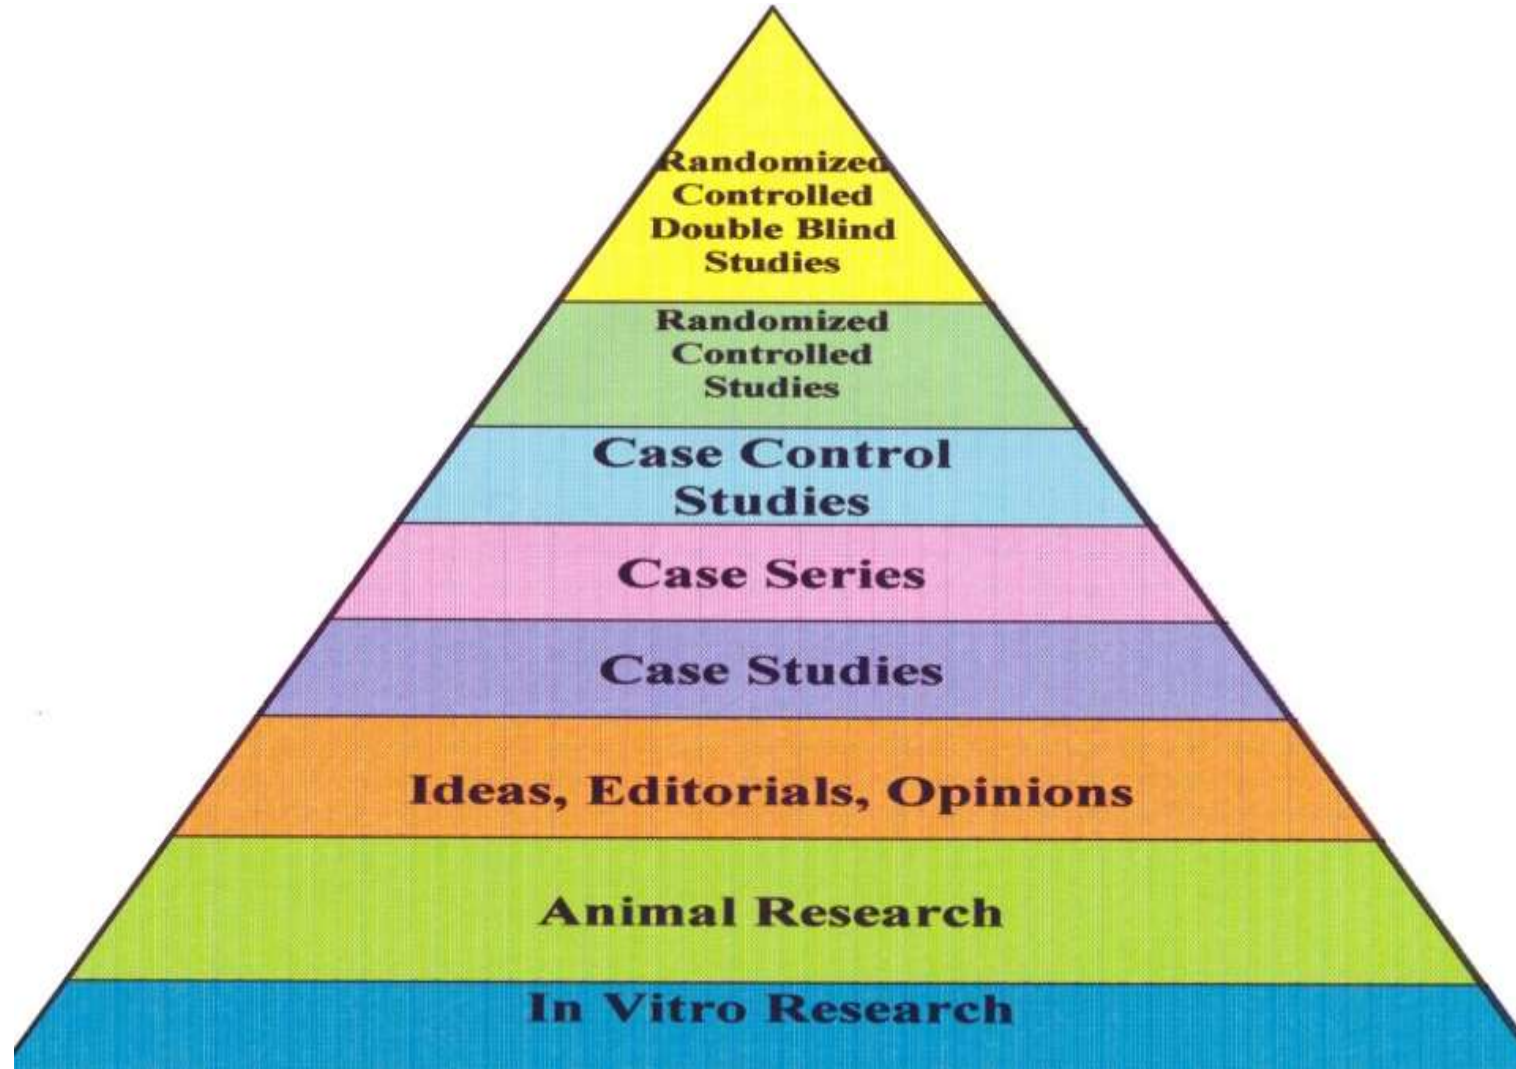 Randomized
Controlled
Double Blind
Studies
Randomized
Controlled
Studies
Case Control
Studies
Case Series
Case Studies
Ideas, Editorials, Opinions
Animal Research
In Vitro Research